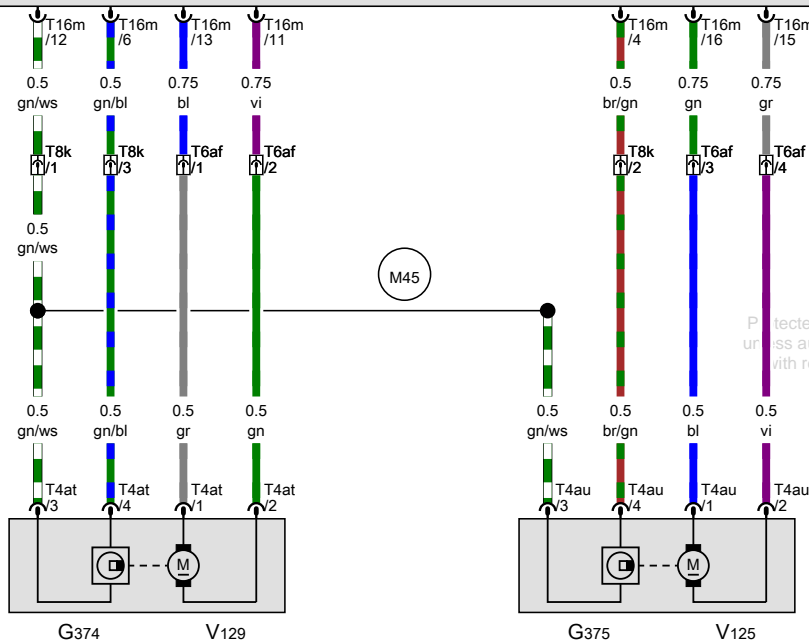 T16m T16m T16m T16m T16m T16m T16m
/12 /6 /13 /11 /4 /16 /15
0.5 0.5 0.75 0.75 0.5 0.75 0.75
gn/ws gn/bl bl vi br/gn gn gr
T8k T8k T6af T6af T8k T6af T6af
/1 /3 /1 /2 /2 /3 /4
0.5
gn/ws
M45
0.5 0.5 0.5 0.5 0.5 0.5 0.5 0.5
gn/ws gn/bl gr gn gn/ws br/gn bl vi
T4at T4at T4at T4at T4au T4au T4au T4au
/3 /4 /1 /2 /3 /4 /1 /2
M M
G374 V129 G375 V125